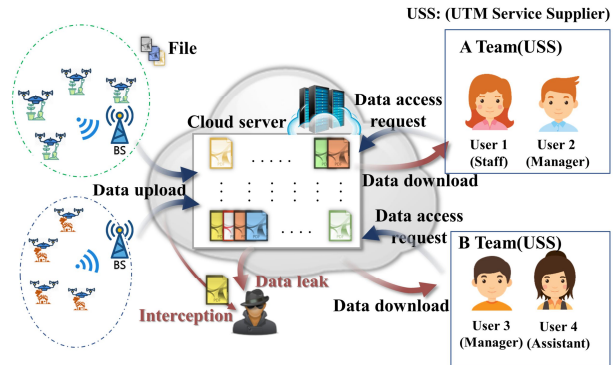 USS: (UTM Service Supplier)
File
A Team(USS)
User 1
(Staff)
User 2
(Manager)
Cloud server
Data access
request
BS
Data upload
Data download
BS
Data access
request
B Team(USS)
Data leak
Interception
Data download
User 3
(Manager)
User 4
(Assistant)